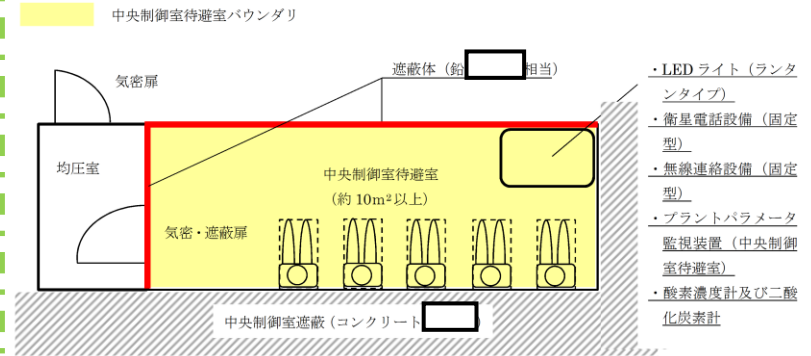 中央制御室待避室バウンダリ
遮蔽体（鉛 相当）
気密扉
・LED ライト（ランタ
ンタイプ）
・衛星電話設備（固定
型）
・無線連絡設備（固定
型）
・プラントパラメータ
監視装置（中央制御
室待避室）
・酸素濃度計及び二酸
化炭素計
均圧室
中央制御室待避室
（約 10m²以上）
気密・遮蔽扉
中央制御室遮蔽（コンクリート ）